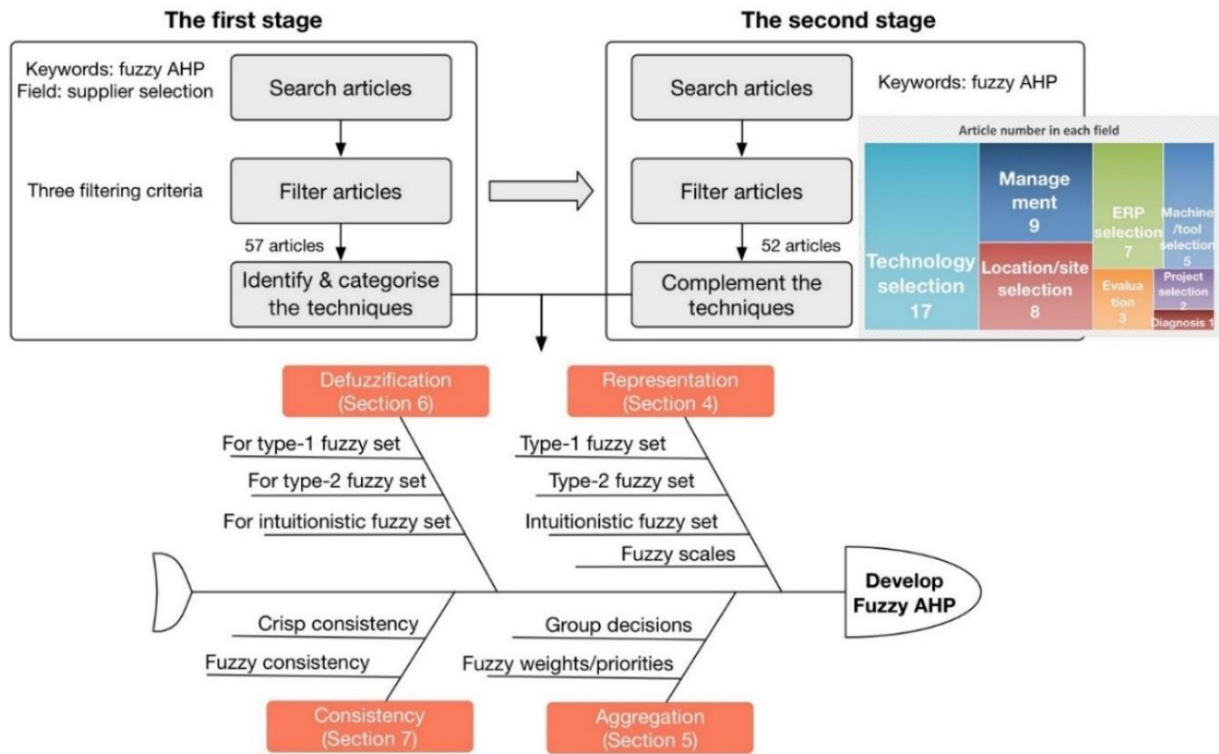 The first stage
Keywords: fuzzy AHP
Field: supplier selection
Search articles
Three filtering criteria
Filter articles
57 articles
Identify & categorise
the techniques
The second stage
Search articles
Keywords: fuzzy AHP
Filter articles
52 articles
Complement the
techniques
Article number in each field
Technology
selection
17
Manage
ment
9
Location/site
selection
8
ERP
selection
7
Machine
/tool
selection
5
Evalua
tion
3
Project
selection
2
Diagnosis 1
Defuzzification
(Section 6)
For type-1 fuzzy set
For type-2 fuzzy set
For intuitionistic fuzzy set
Representation
(Section 4)
Type-1 fuzzy set
Type-2 fuzzy set
Intuitionistic fuzzy set
Fuzzy scales
Develop
Fuzzy AHP
Crisp consistency
Fuzzy consistency
Consistency
(Section 7)
Group decisions
Fuzzy weights/priorities
Aggregation
(Section 5)